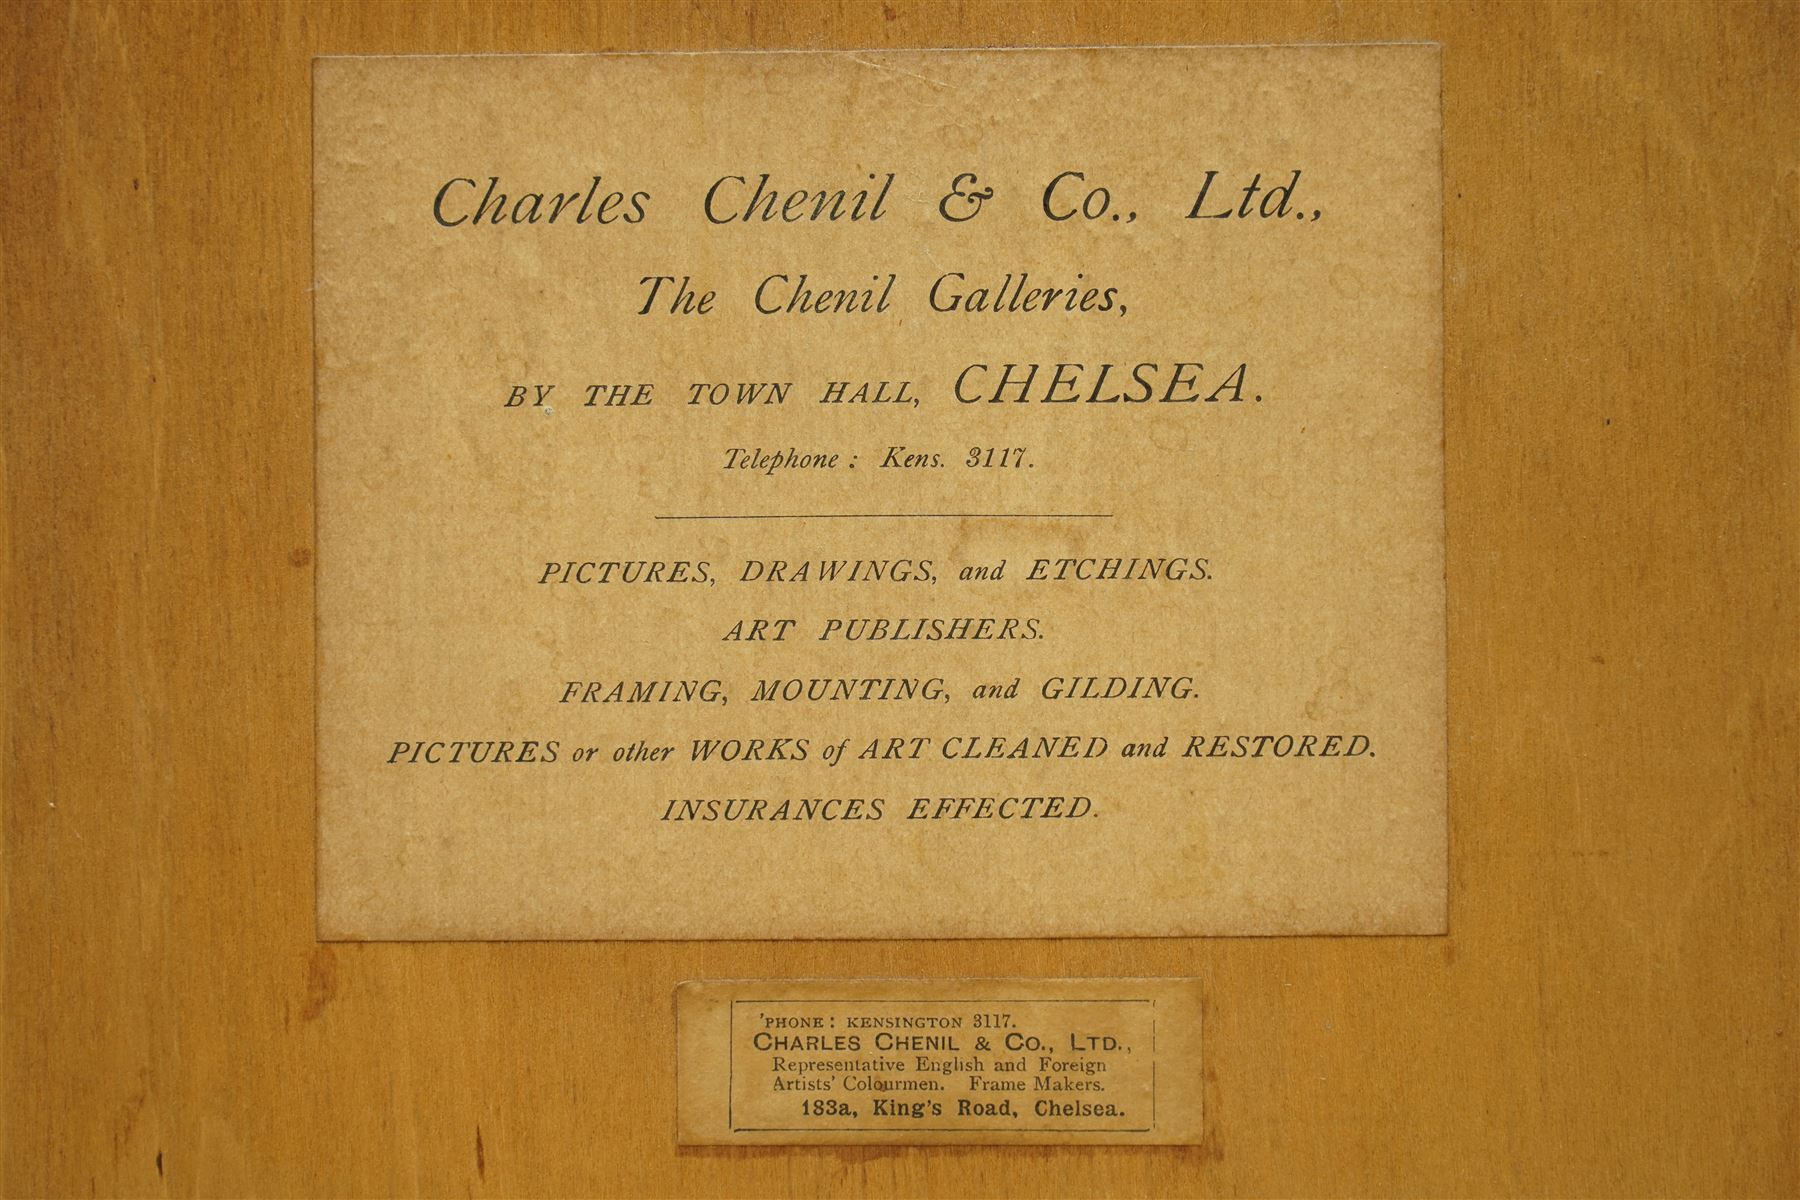 Charles Chenil & Co., Ltd.,
The Chenil Galleries,
BY THE TOWN HALL, CHELSEA.
Telephone: Kens. 3117.
PICTURES, DRAWINGS, and ETCHINGS.
ART PUBLISHERS.
FRAMING, MOUNTING, and GILDING.
PICTURES or other WORKS of ART CLEANED and RESTORED.
INSURANCES EFFECTED.
'PHONE: KENSINGTON 3117.
CHARLES CHENIL & CO., LTD.,
Representative English and Foreign
Artists' Colourmen. Frame Makers.
183a, King's Road, Chelsea.